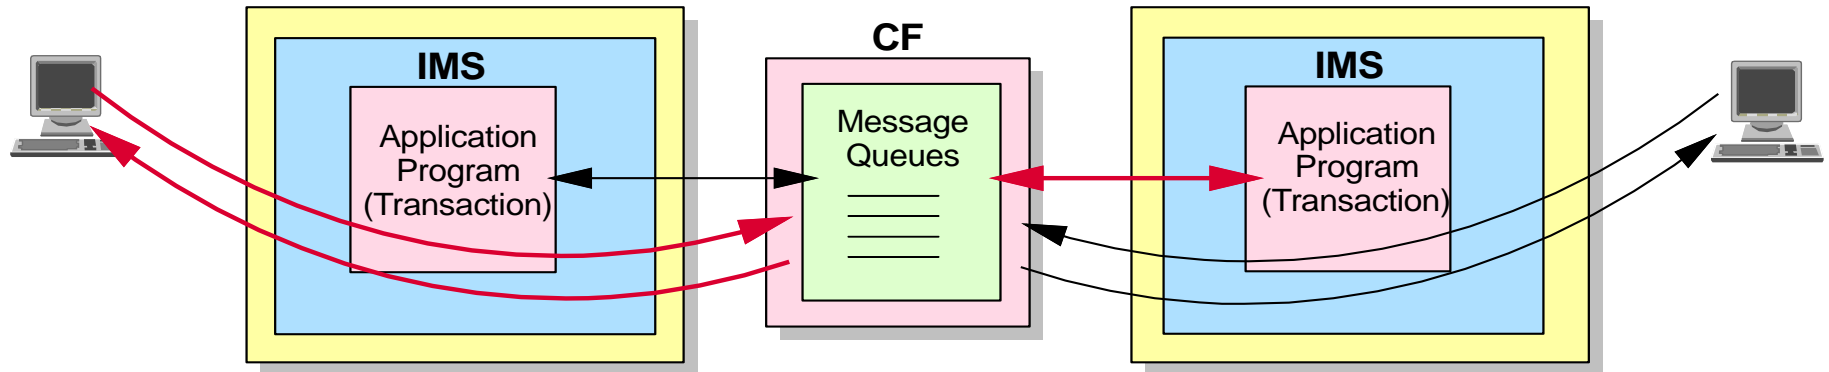 IMS
Application
Program
(Transaction)
CF
Message
Queues
IMS
Application
Program
(Transaction)